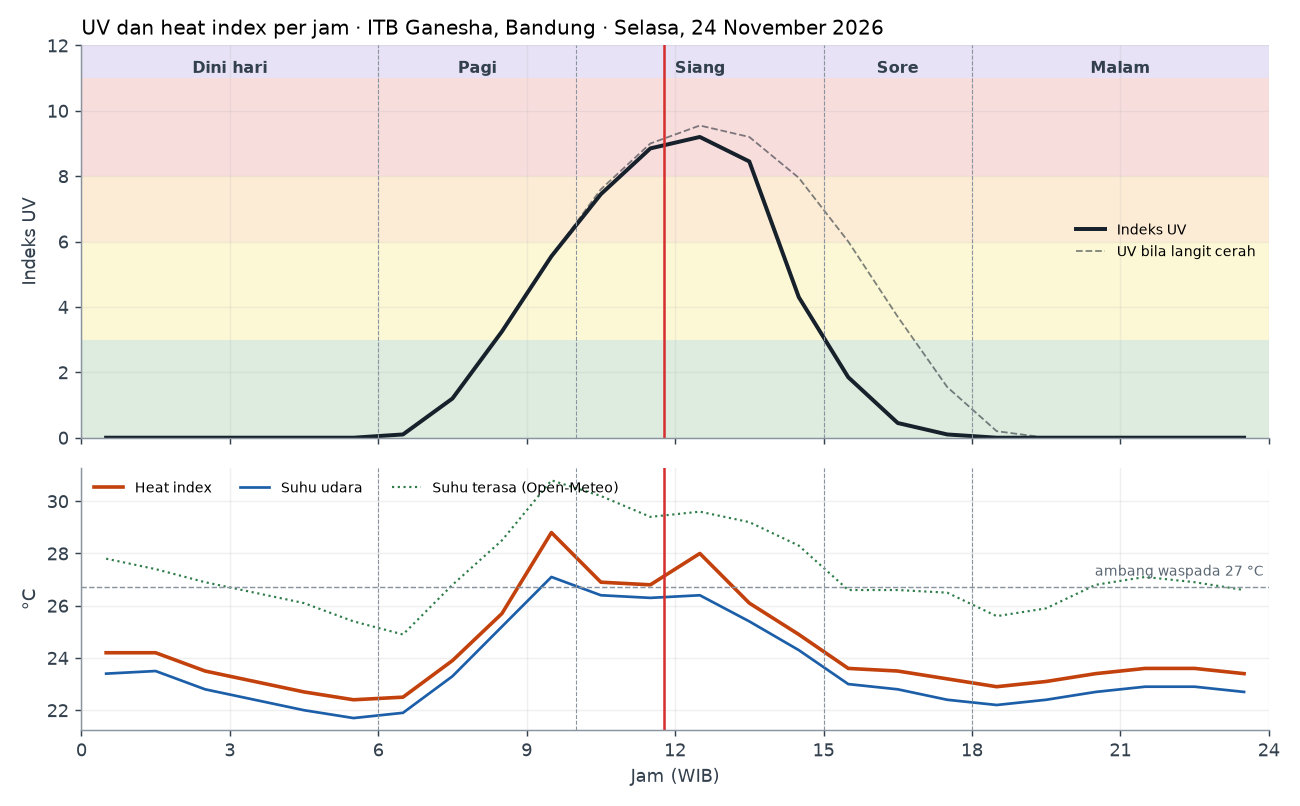 UV dan heat index per jam · ITB Ganesha, Bandung · Selasa, 24 November 2026
12
Dini hari Pagi Siang Sore Malam
10
8
6
4
2
0
Indeks UV
Indeks UV
UV bila langit cerah
Heat index Suhu udara Suhu terasa (Open-Meteo)
30
28
26
24
22
°C
ambang waspada 27 °C
0 3 6 9 12 15 18 21 24
Jam (WIB)